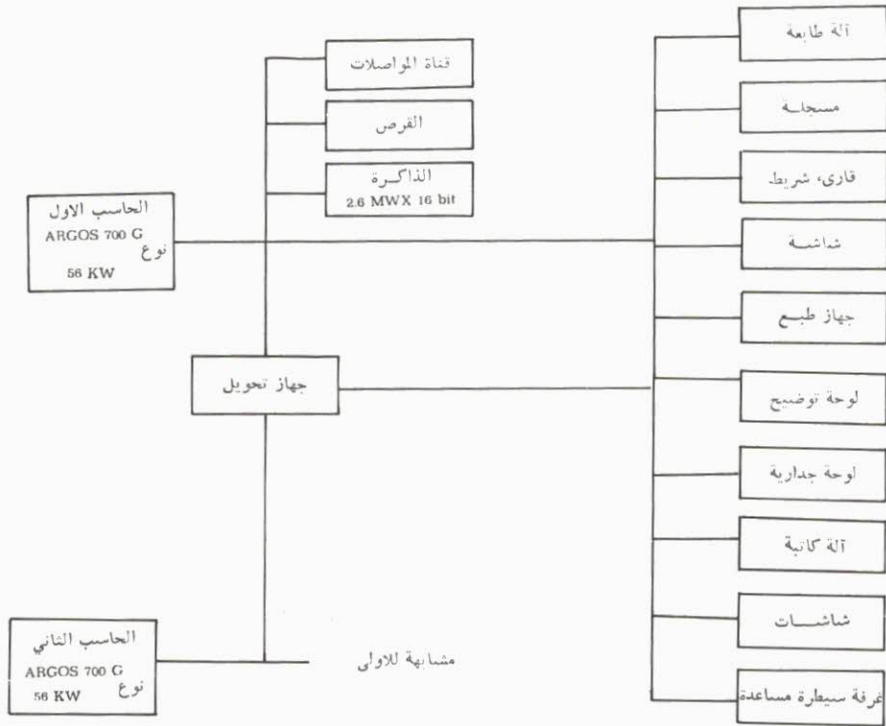 آلة طابعة
مسجلة
قارىء شريط
شاشة
جهاز طبع
لوحة توضيح
لوحة جدارية
آلة كاتبة
شاشات
غرفة سيطرة مساعدة
قناة المواصلات
القرص
الذاكرة
2.6 MWX 16 bit
الحاسب الاول
ARGOS 700 G
نوع
56 KW
جهاز تحويل
الحاسب الثاني
ARGOS 700 G
نوع
56 KW
مشابهة للاولى